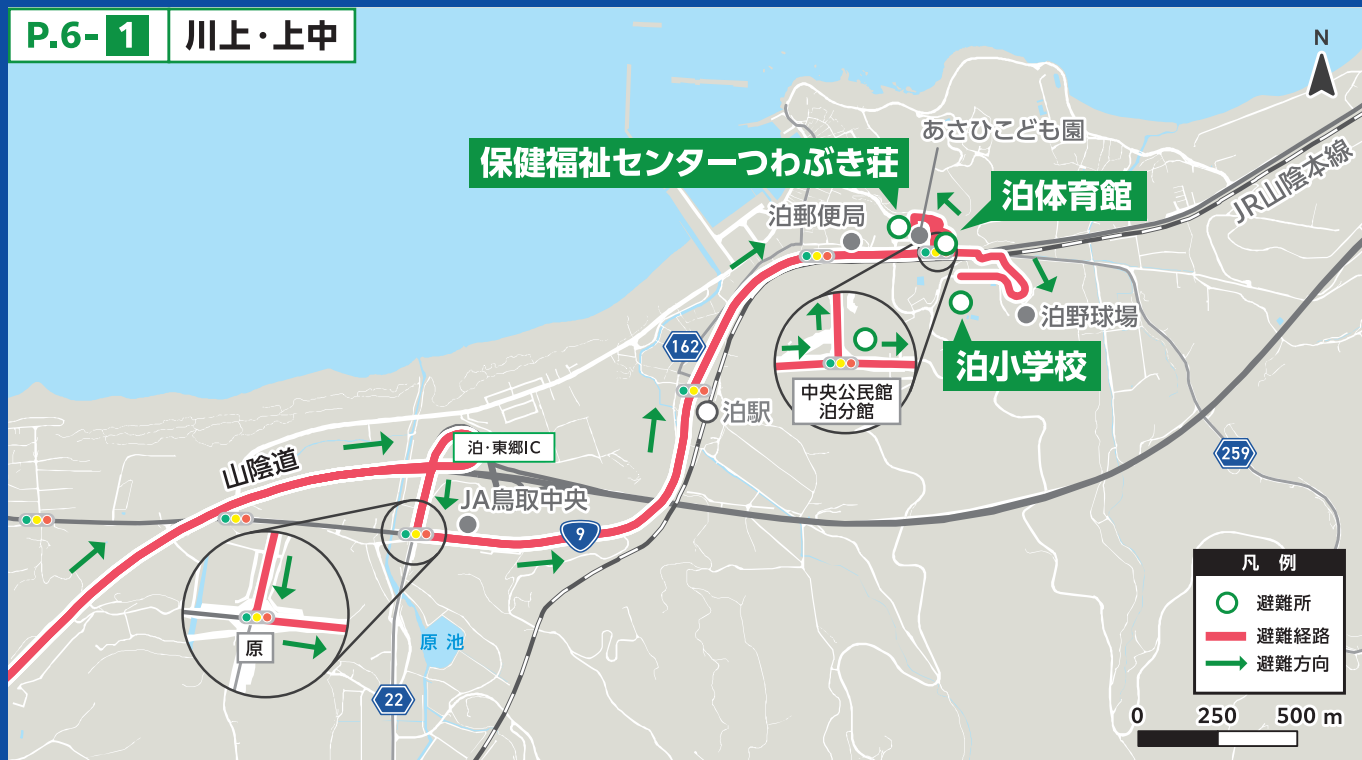 P.6-1 川上・上中
N
あさひこども園
保健福祉センターつわぶき荘
泊体育館
JR山陰本線
泊郵便局
泊野球場
162
泊小学校
中央公民館
泊分館
泊駅
泊・東郷IC
259
山陰道
JA鳥取中央
9
凡 例
避難所
避難経路
避難方向
原
原池
22
0 250 500 m